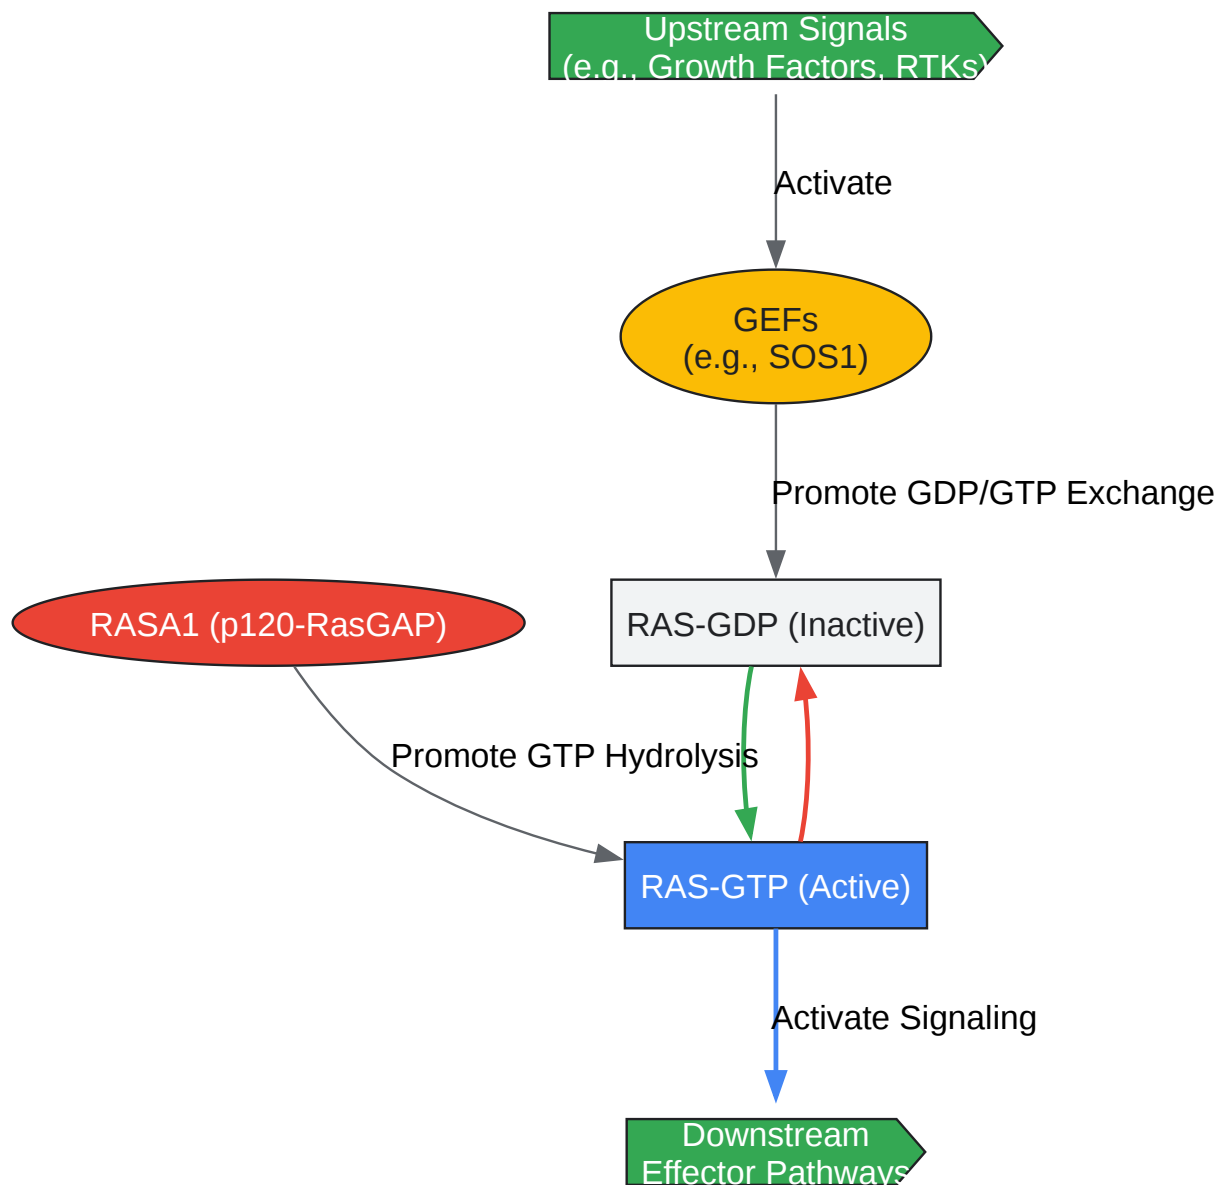 Upstream Signals
(e.g., Growth Factors, RTKs)
Activate
GEFs
(e.g., SOS1)
Promote GDP/GTP Exchange
RASA1 (p120-RasGAP)
RAS-GDP (Inactive)
Promote GTP Hydrolysis
RAS-GTP (Active)
Activate Signaling
Downstream
Effector Pathways